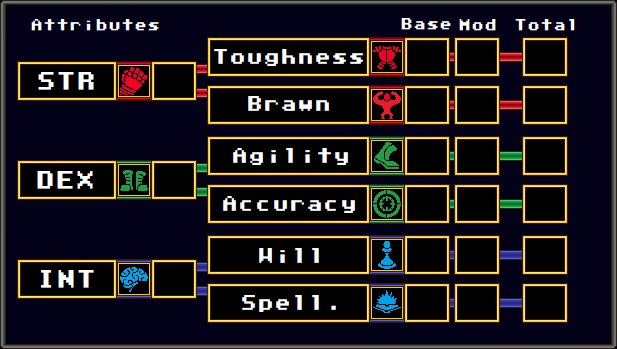 Attributes Base Mod Total
Toughness
STR
Brawn
Agility
DEX
Accuracy
Will
INT
Spell.